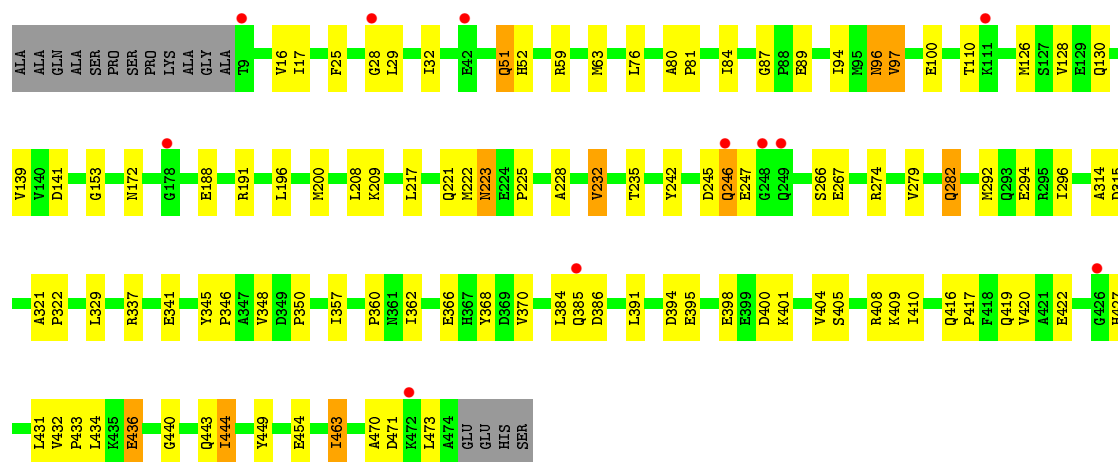 ALA ALA GLN ALA SER PRO SER PRO LYS ALA GLY ALA T9 V16 I17 F25 G28 L29 I32 E42 Q51 H52 R59 M63 L76 A80 P81 I84 G87 P88 E89 I94 M95 N96 V97 E100 T110 K111 M126 S127 V128 E129 Q130
V139 V140 D141 G153 N172 G178 E188 R191 L196 M200 L208 K209 L217 Q221 M222 N223 E224 P225 A228 V232 T235 Y242 D245 Q246 E247 G248 Q249 S266 E267 R274 V279 Q282 M292 Q293 E294 R295 I296 A314
A321 P322 L329 R337 E341 Y345 P346 A347 V348 D349 P350 I357 P360 N361 I362 E366 H367 Y368 D369 V370 L384 Q385 D386 L391 D394 E395 E398 E399 D400 K401 V404 S405 R408 K409 I410 Q416 P417 F418 Q419 V420 A421 E422 G426 H427
L431 V432 P433 L434 K435 E436 G440 Q443 I444 Y449 E454 I463 A470 D471 K472 L473 A474 GLU GLU HIS SER